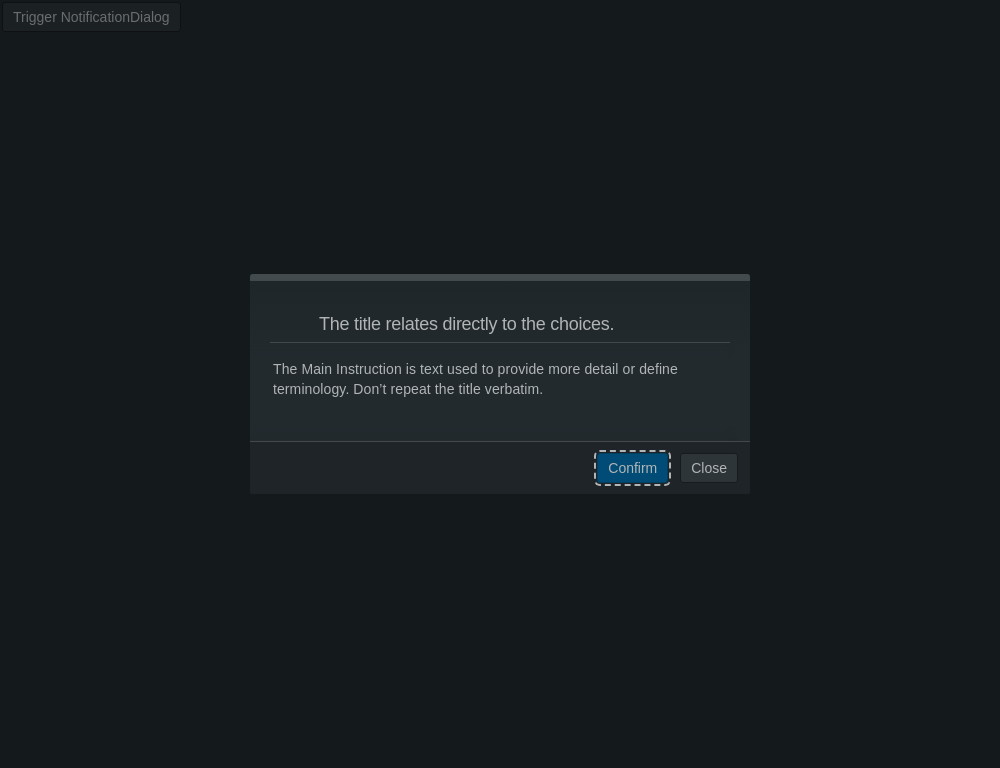 Trigger NotificationDialog
The title relates directly to the choices.
The Main Instruction is text used to provide more detail or define
terminology. Don’t repeat the title verbatim.
Confirm
Close